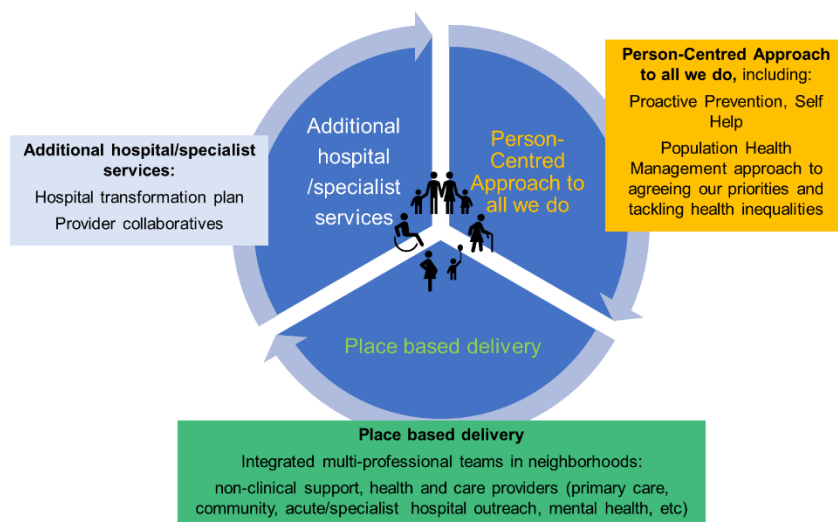 Additional hospital/specialist
services:
Hospital transformation plan
Provider collaboratives
Additional
hospital
/specialist
services
Person-
Centred
Approach to
all we do
Person-Centred Approach
to all we do, including:
Proactive Prevention, Self
Help
Population Health
Management approach to
agreeing our priorities and
tackling health inequalities
Place based delivery
Place based delivery
Integrated multi-professional teams in neighborhoods:
non-clinical support, health and care providers (primary care,
community, acute/specialist hospital outreach, mental health, etc)